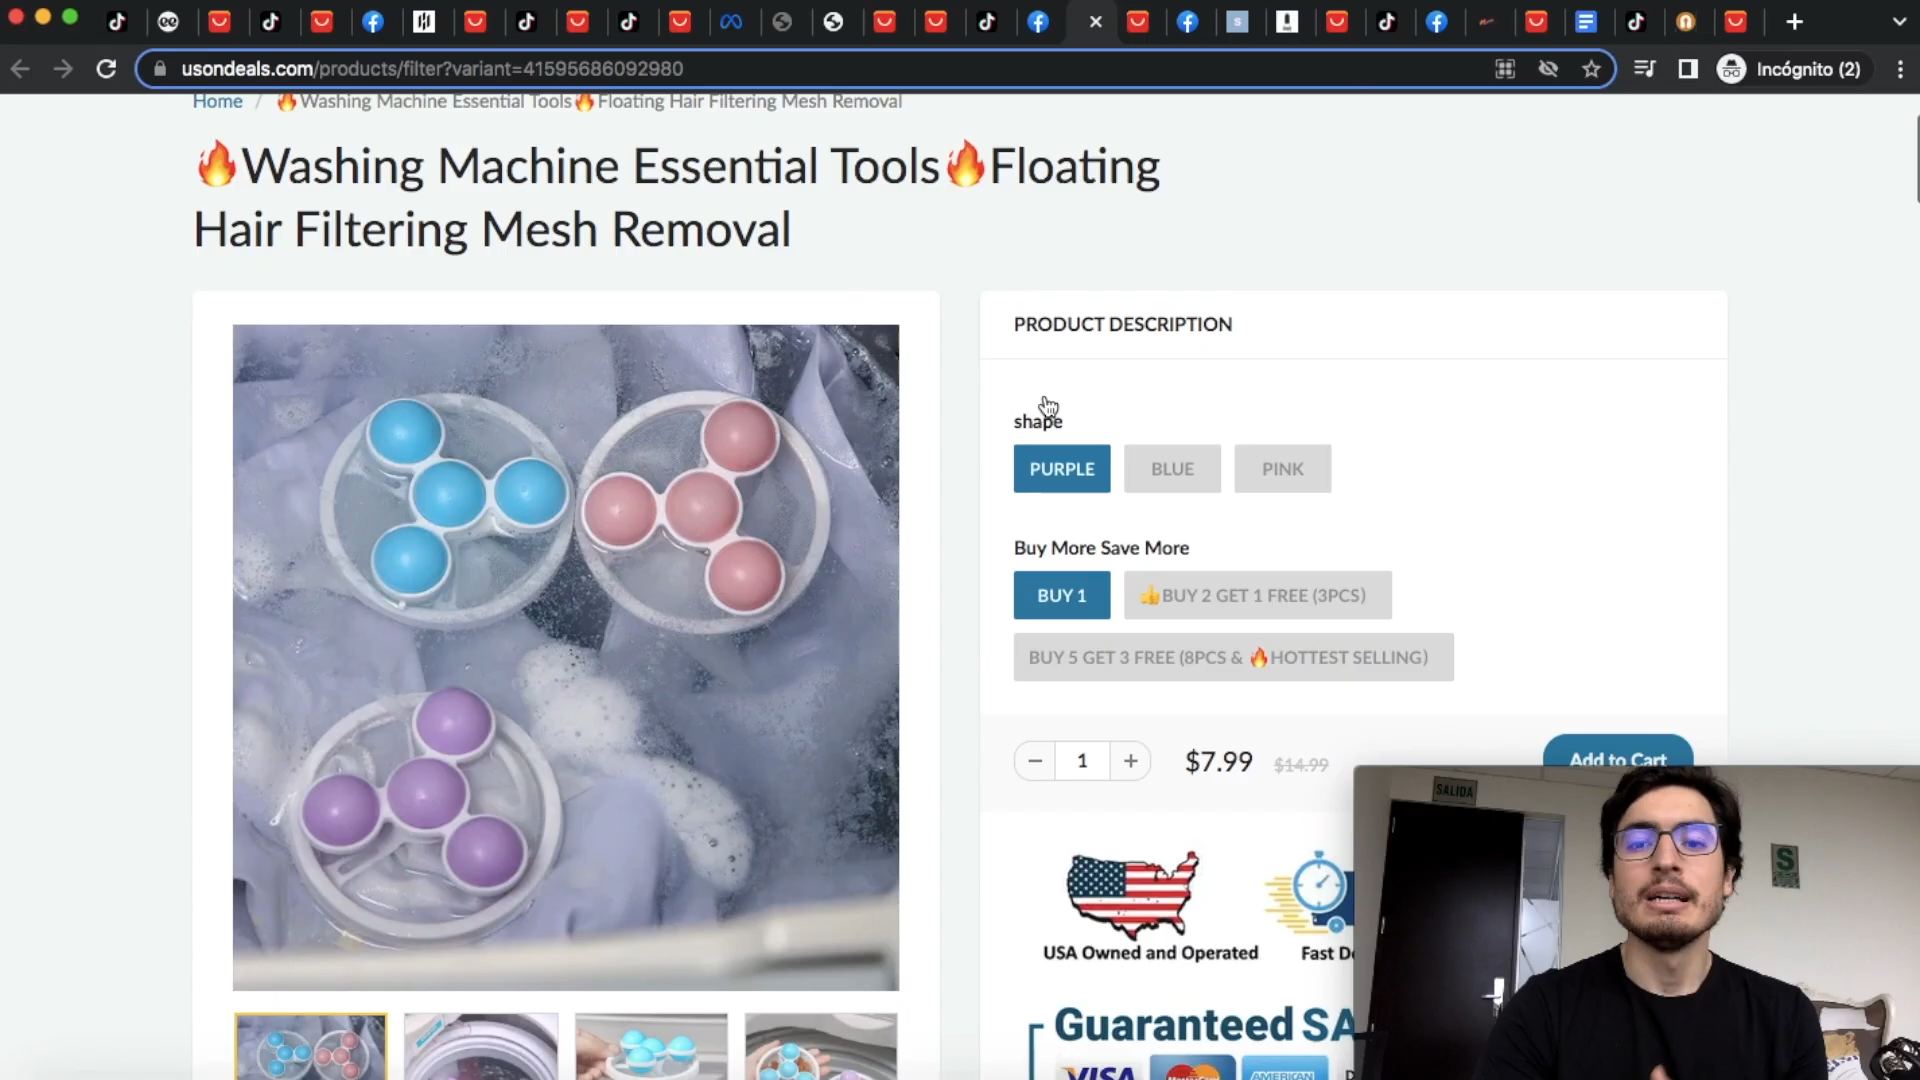 usondeals.com/products/filter?variant=41595686092980
Incógnito (2)
Home / 🔥Washing Machine Essential Tools🔥Floating Hair Filtering Mesh Removal
🔥Washing Machine Essential Tools🔥Floating
Hair Filtering Mesh Removal
PRODUCT DESCRIPTION
shape
PURPLE
BLUE
PINK
Buy More Save More
BUY 1
👍BUY 2 GET 1 FREE (3PCS)
BUY 5 GET 3 FREE (8PCS & 🔥HOTTEST SELLING)
1
$7.99
$14.99
Add to Cart
SALIDA
S
USA Owned and Operated
Fast De
Guaranteed SA
VISA
MasterCard
AMERICAN